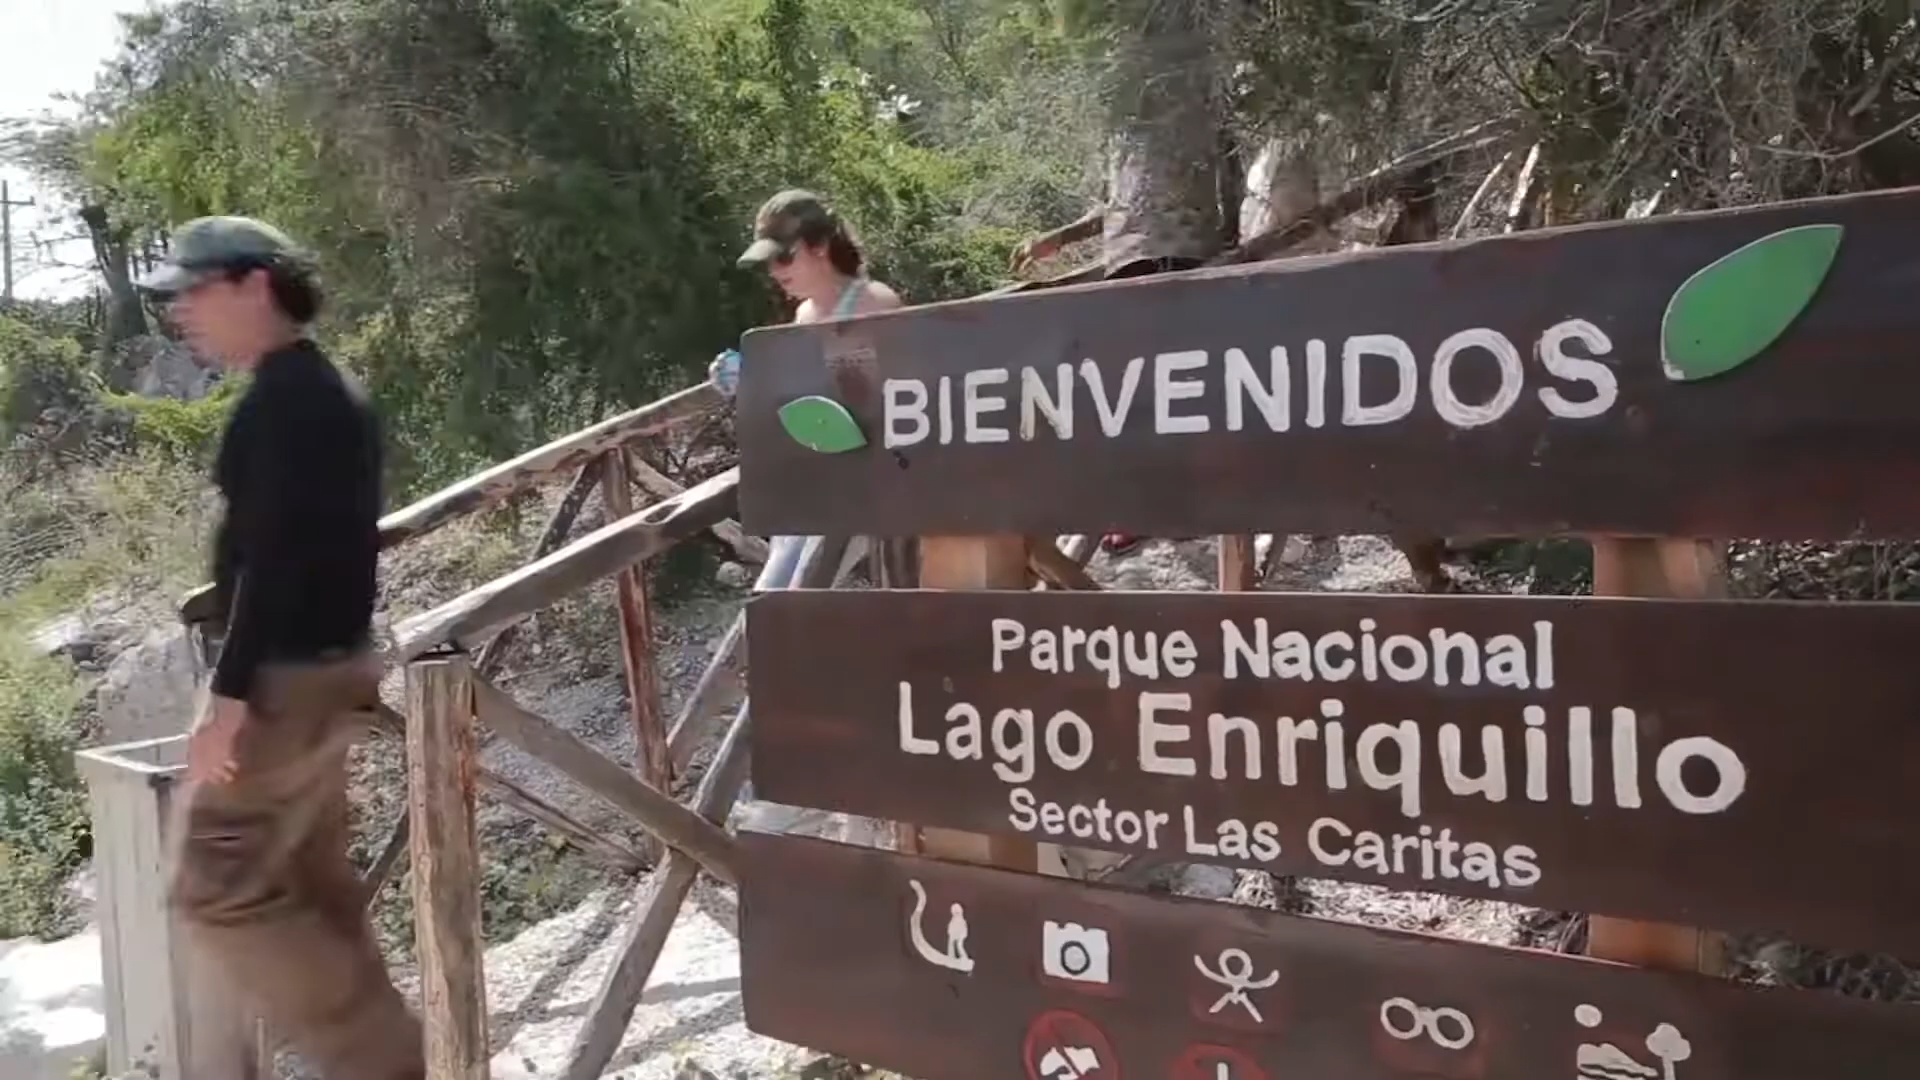 BIENVENIDOS
Parque Nacional
Lago Enriquillo
Sector Las Caritas